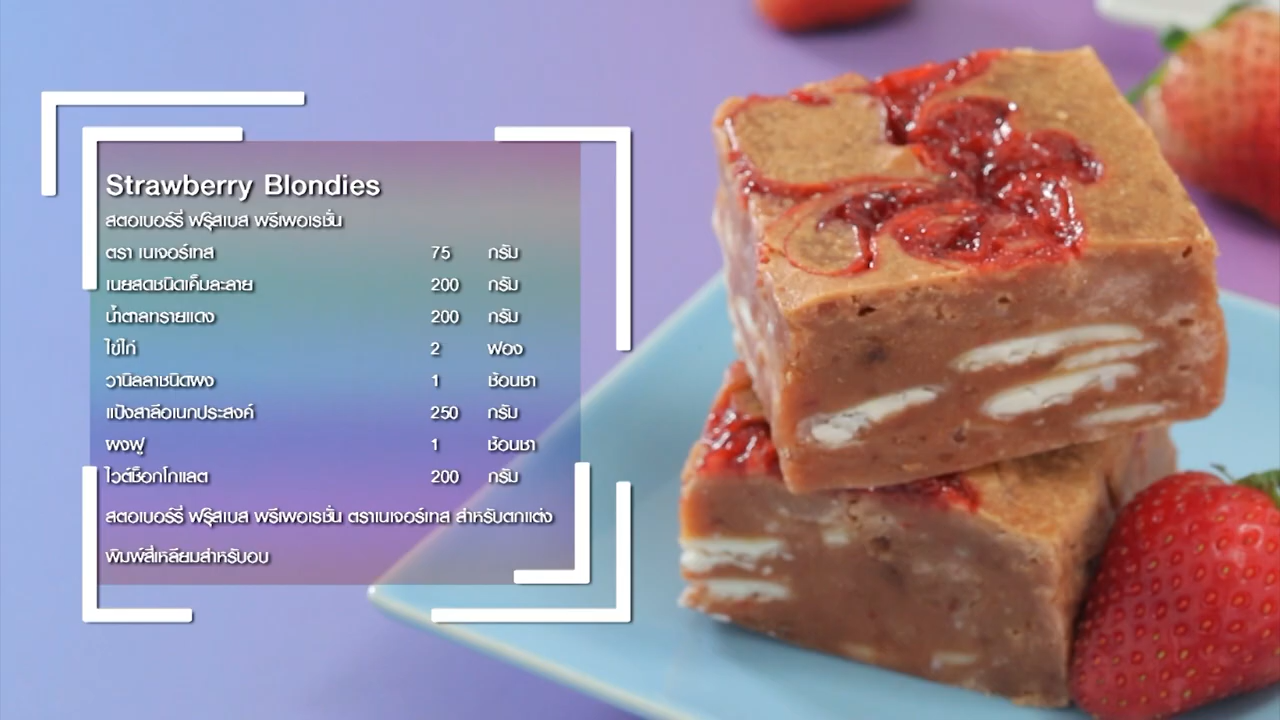 Strawberry Blondies
สตอเบอร์รี่ ฟรุ๊สเบส พรีเพอเรชั่น
ตรา เนเจอร์เทส 75 กรัม
เนยสดชนิดเค็มละลาย 200 กรัม
น้ำตาลทรายแดง 200 กรัม
ไข่ไก่ 2 ฟอง
วานิลลาชนิดผง 1 ช้อนชา
แป้งสาลีอเนกประสงค์ 250 กรัม
ผงฟู 1 ช้อนชา
ไวต์ช็อกโกแลต 200 กรัม
สตอเบอร์รี่ ฟรุ๊สเบส พรีเพอเรชั่น ตราเนเจอร์เทส สำหรับตกแต่ง
พิมพ์สี่เหลี่ยมสำหรับอบ